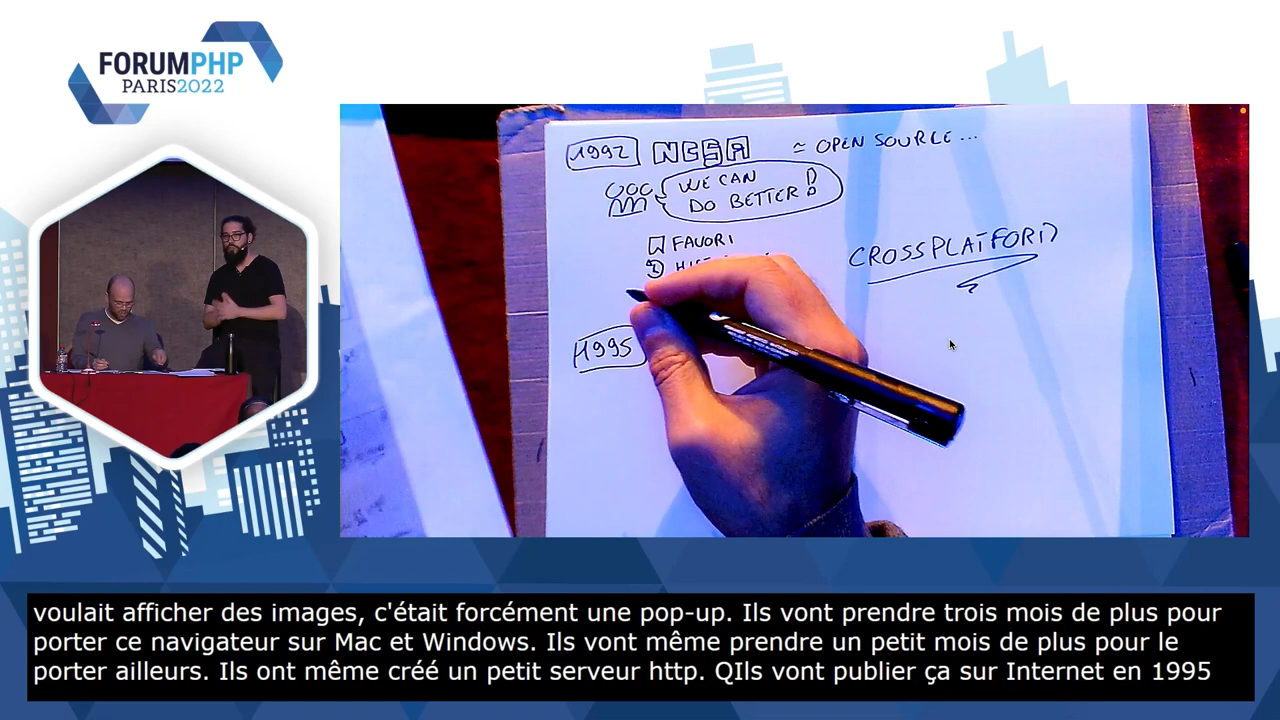 FORUMPHP
PARIS2022
1992 NCSA ≃ OPEN SOURCE...
WE CAN
DO BETTER!
FAVORI
CROSSPLATFORM
1995
voulait afficher des images, c'était forcément une pop-up. Ils vont prendre trois mois de plus pour
porter ce navigateur sur Mac et Windows. Ils vont même prendre un petit mois de plus pour le
porter ailleurs. Ils ont même créé un petit serveur http. QIls vont publier ça sur Internet en 1995